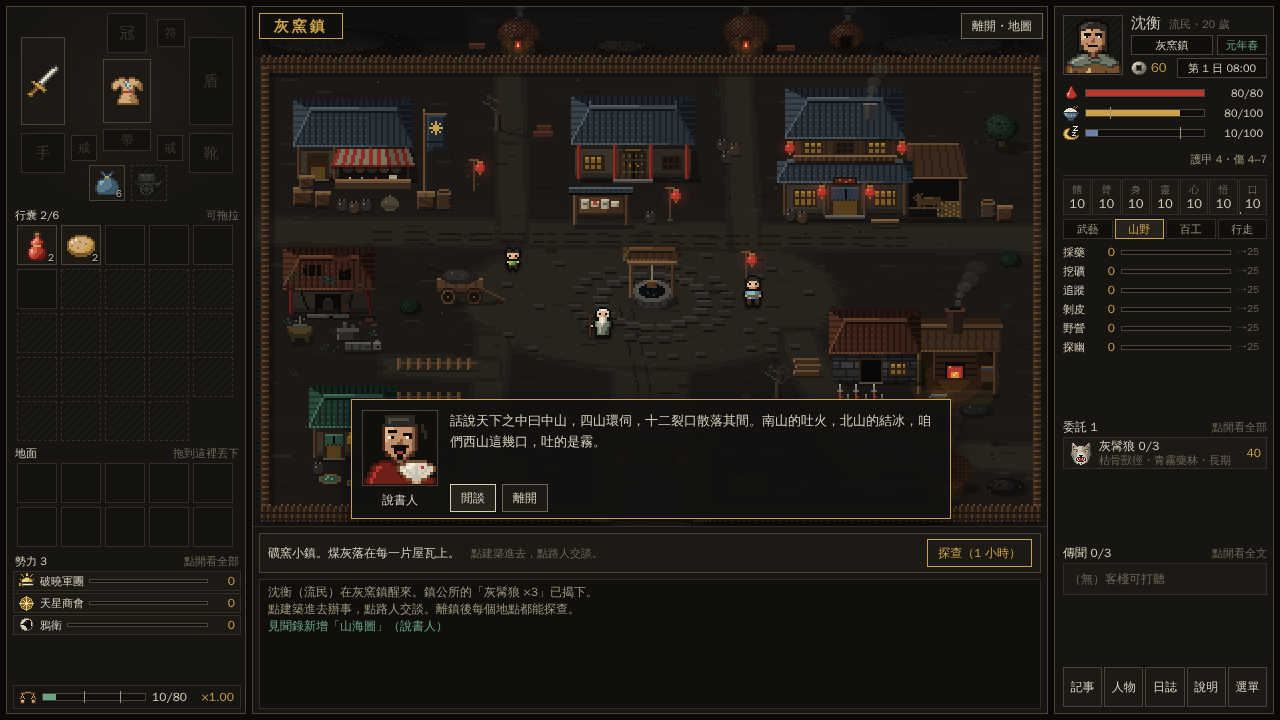 冠
符
盾
手
戒
帶
戒
靴
6
行囊 2/6
可拖拉
2
2
地面
拖到這裡丟下
勢力 3
點開看全部
破曉軍團
0
天星商會
0
鴉衛
0
10/80
×1.00
灰窯鎮
離開・地圖
話說天下之中曰中山，四山環伺，十二裂口散落其間。南山的吐火，北山的結冰，咱
們西山這幾口，吐的是霧。
說書人
閒談
離開
礦窯小鎮。煤灰落在每一片屋瓦上。
點建築進去，點路人交談。
探查（1 小時）
沈衡（流民）在灰窯鎮醒來。鎮公所的「灰鬃狼 ×3」已揭下。
點建築進去辦事，點路人交談。離鎮後每個地點都能探查。
見聞錄新增「山海圖」（說書人）
沈衡
流民・20 歲
灰窯鎮
元年春
60
第 1 日 08:00
80/80
80/100
10/100
護甲 4・傷 4–7
體
臂
身
靈
心
悟
口
10
10
10
10
10
10
10
武藝
山野
百工
行走
採藥
0
→25
挖礦
0
→25
追蹤
0
→25
剝皮
0
→25
野營
0
→25
探幽
0
→25
委託 1
點開看全部
灰鬃狼 0/3
枯骨獸徑・青霧藥林・長期
40
傳聞 0/3
點開看全文
（無）客棧可打聽
記事
人物
日誌
說明
選單